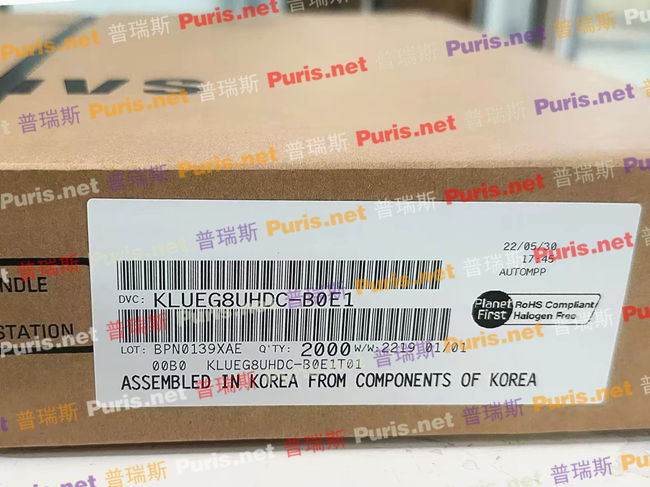 SAM
NDLE
STATION
22/05/30
17:45
AUTOMPP
DVC: KLUEG8UHDC-B0E1
Planet First RoHS Compliant
Halogen Free
LOT: BPN0139XAE Q'TY: 2000 W/W:2219 01/01
00B0 KLUEG8UHDC-B0E1T01
ASSEMBLED IN KOREA FROM COMPONENTS OF KOREA
普瑞斯 Puris.net